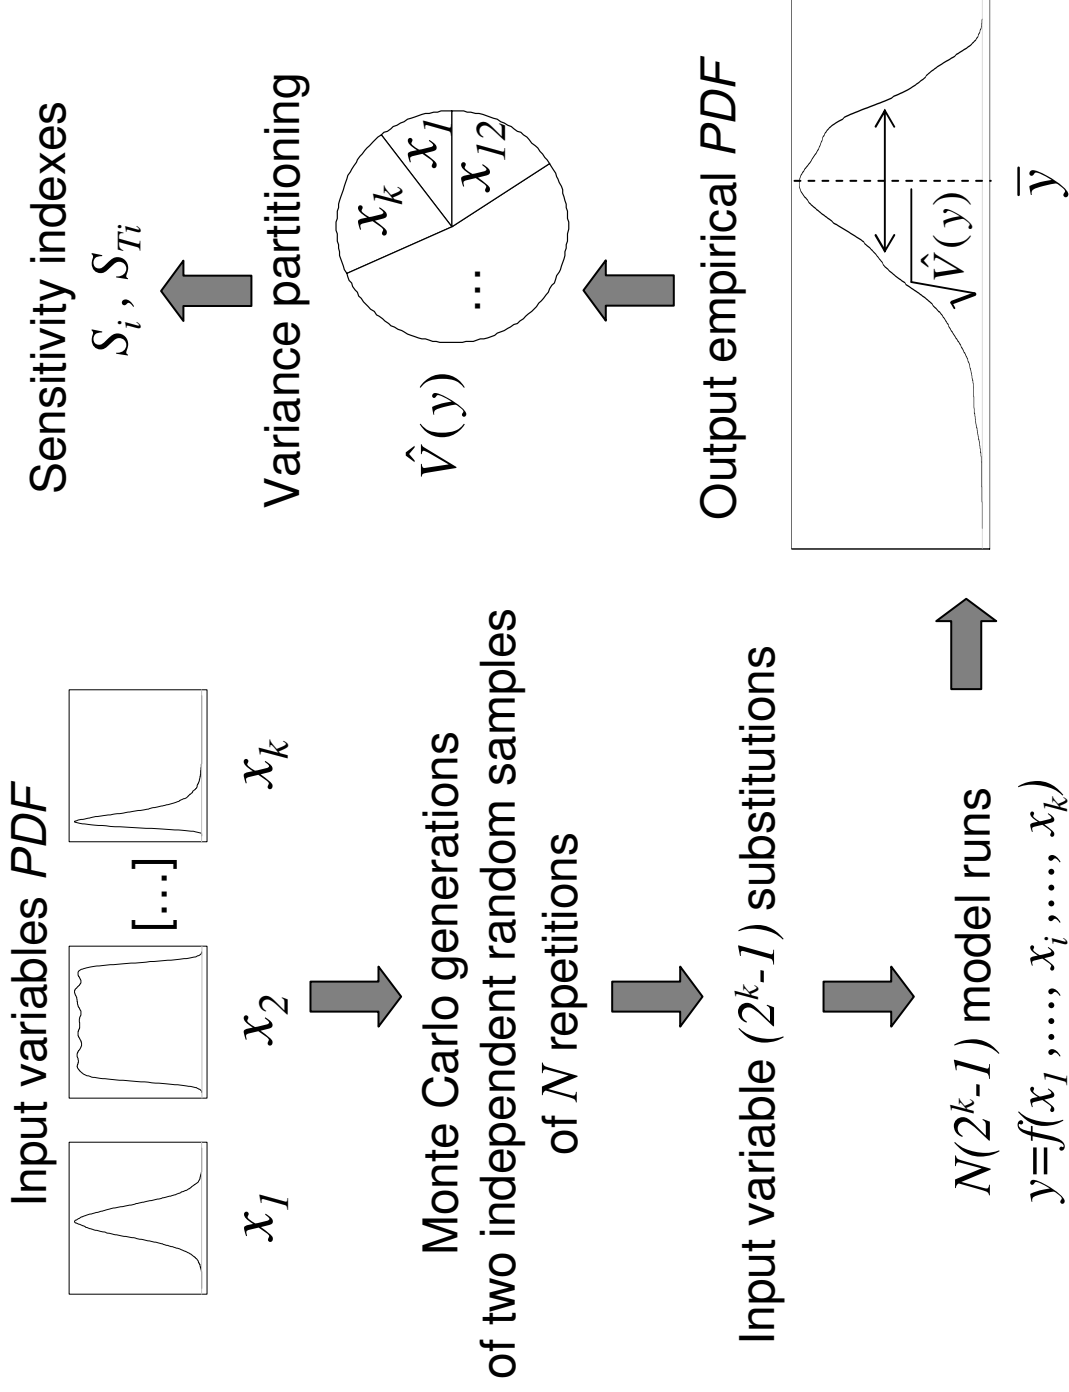 Input variables PDF
[...]
x1 x2 xk
Monte Carlo generations
of two independent random samples
of N repetitions
Input variable (2^k-1) substitutions
N(2^k-1) model runs
y=f(x1 ,..., xi ,..., xk)
Output empirical PDF
√V̂(y)
y̅
Variance partitioning
V̂(y)
xk
x1
x12
...
Sensitivity indexes
Si , STi